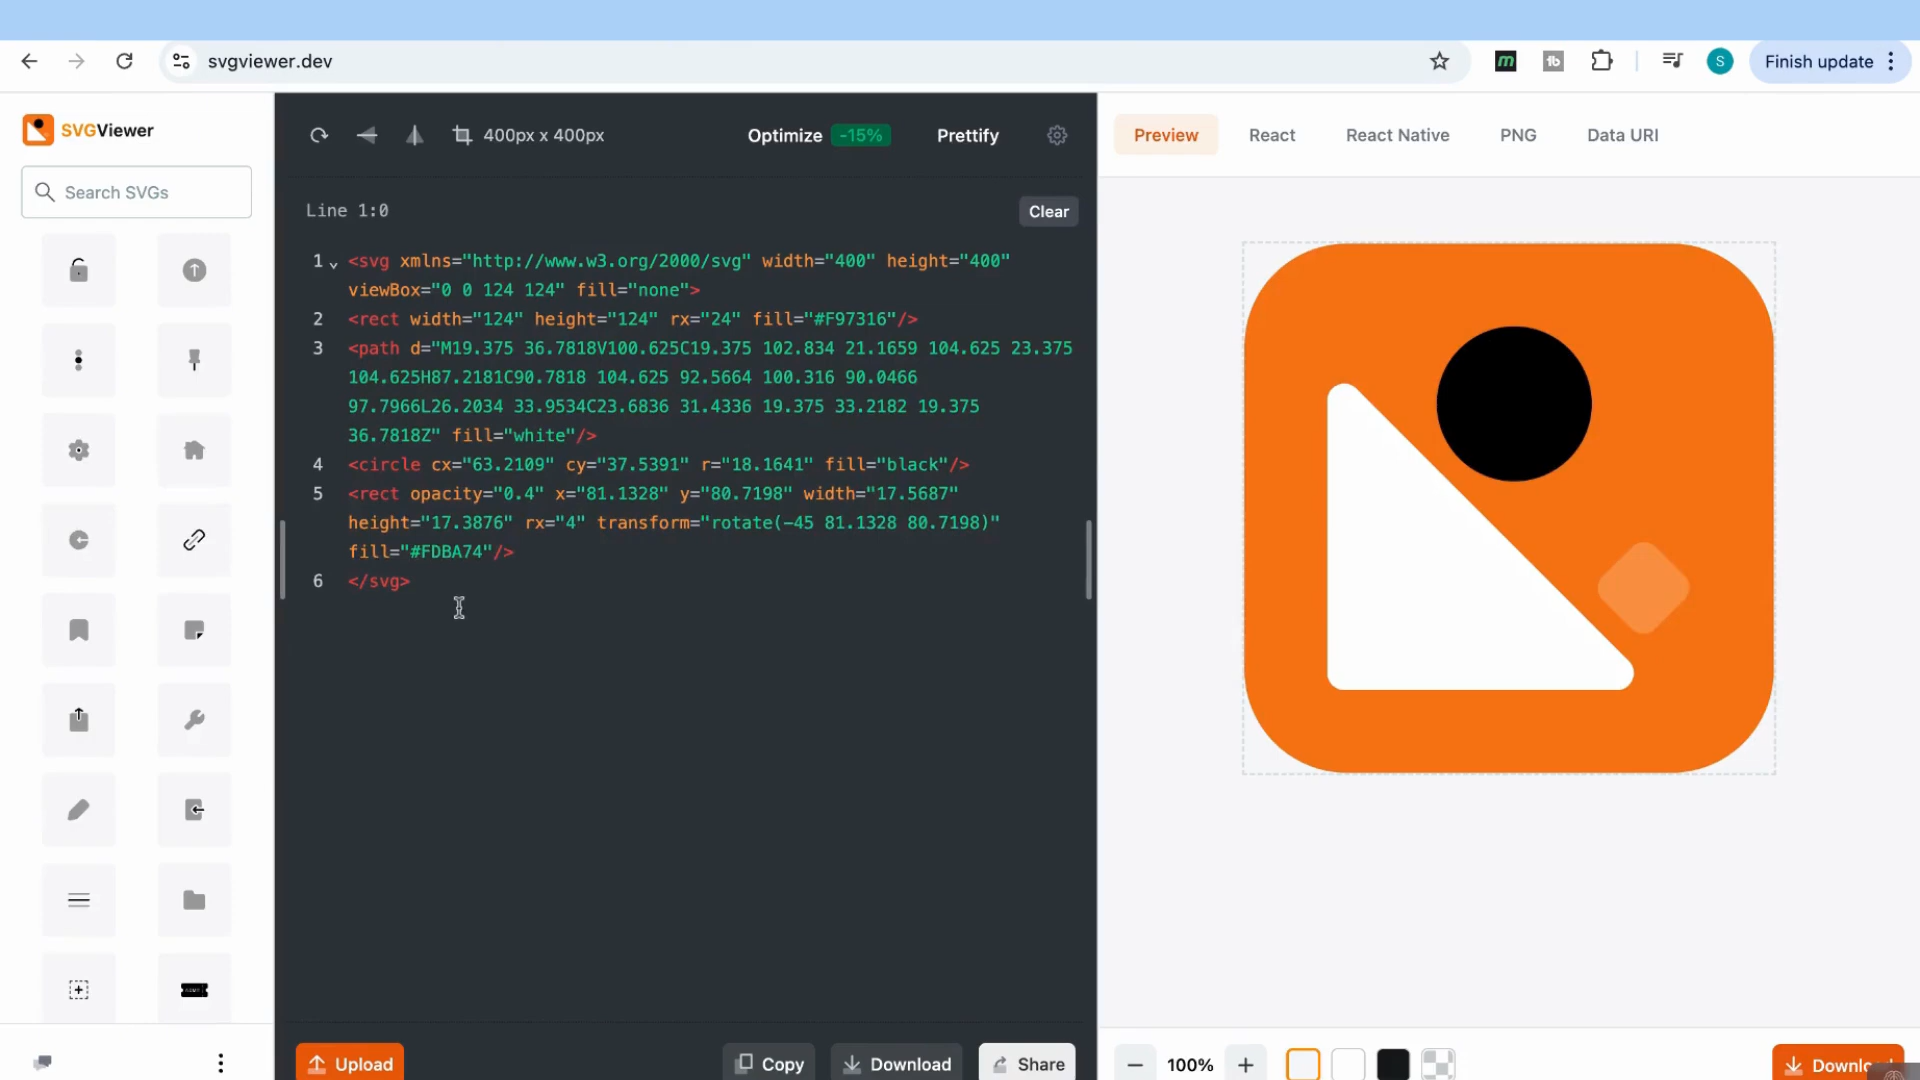 svgviewer.dev
Finish update
SVGViewer
Search SVGs
400px x 400px
Optimize -15%
Prettify
Line 1:0
Clear
1 <svg xmlns="http://www.w3.org/2000/svg" width="400" height="400"
viewBox="0 0 124 124" fill="none">
2 <rect width="124" height="124" rx="24" fill="#F97316"/>
3 <path d="M19.375 36.7818V100.625C19.375 102.834 21.1659 104.625 23.375
104.625H87.2181C90.7818 104.625 92.5664 100.316 90.0466
97.7966L26.2034 33.9534C23.6836 31.4336 19.375 33.2182 19.375
36.7818Z" fill="white"/>
4 <circle cx="63.2109" cy="37.5391" r="18.1641" fill="black"/>
5 <rect opacity="0.4" x="81.1328" y="80.7198" width="17.5687"
height="17.3876" rx="4" transform="rotate(-45 81.1328 80.7198)"
fill="#FDBA74"/>
6 </svg>
Upload
Copy
Download
Share
Preview
React
React Native
PNG
Data URI
100%
Downloa
S
m
tb